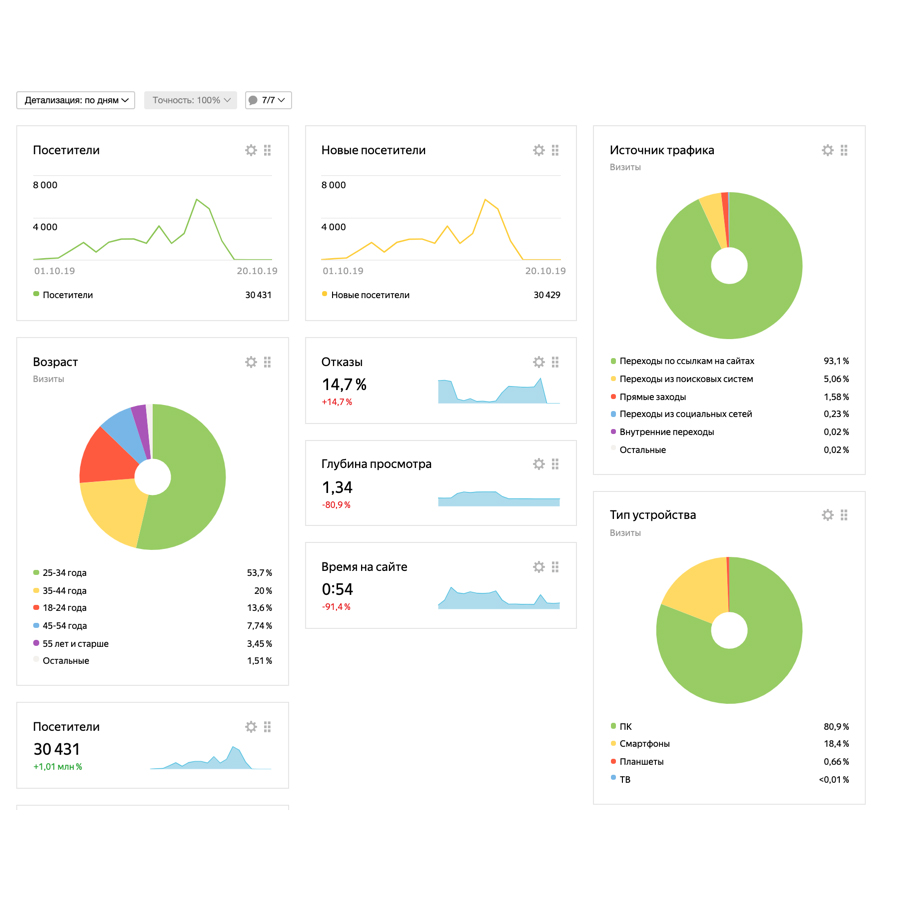 Детализация: по дням
Точность: 100%
7/7
Посетители
8 000
4 000
01.10.19
20.10.19
Посетители 30 431
Новые посетители
8 000
4 000
01.10.19
20.10.19
Новые посетители 30 429
Источник трафика
Визиты
Переходы по ссылкам на сайтах 93,1 %
Переходы из поисковых систем 5,06 %
Прямые заходы 1,58 %
Переходы из социальных сетей 0,23 %
Внутренние переходы 0,02 %
Остальные 0,02 %
Возраст
Визиты
25-34 года 53,7 %
35-44 года 20 %
18-24 года 13,6 %
45-54 года 7,74 %
55 лет и старше 3,45 %
Остальные 1,51 %
Отказы
14,7 %
+14,7 %
Глубина просмотра
1,34
-80,9 %
Время на сайте
0:54
-91,4 %
Тип устройства
Визиты
ПК 80,9 %
Смартфоны 18,4 %
Планшеты 0,66 %
ТВ <0,01 %
Посетители
30 431
+1,01 млн %